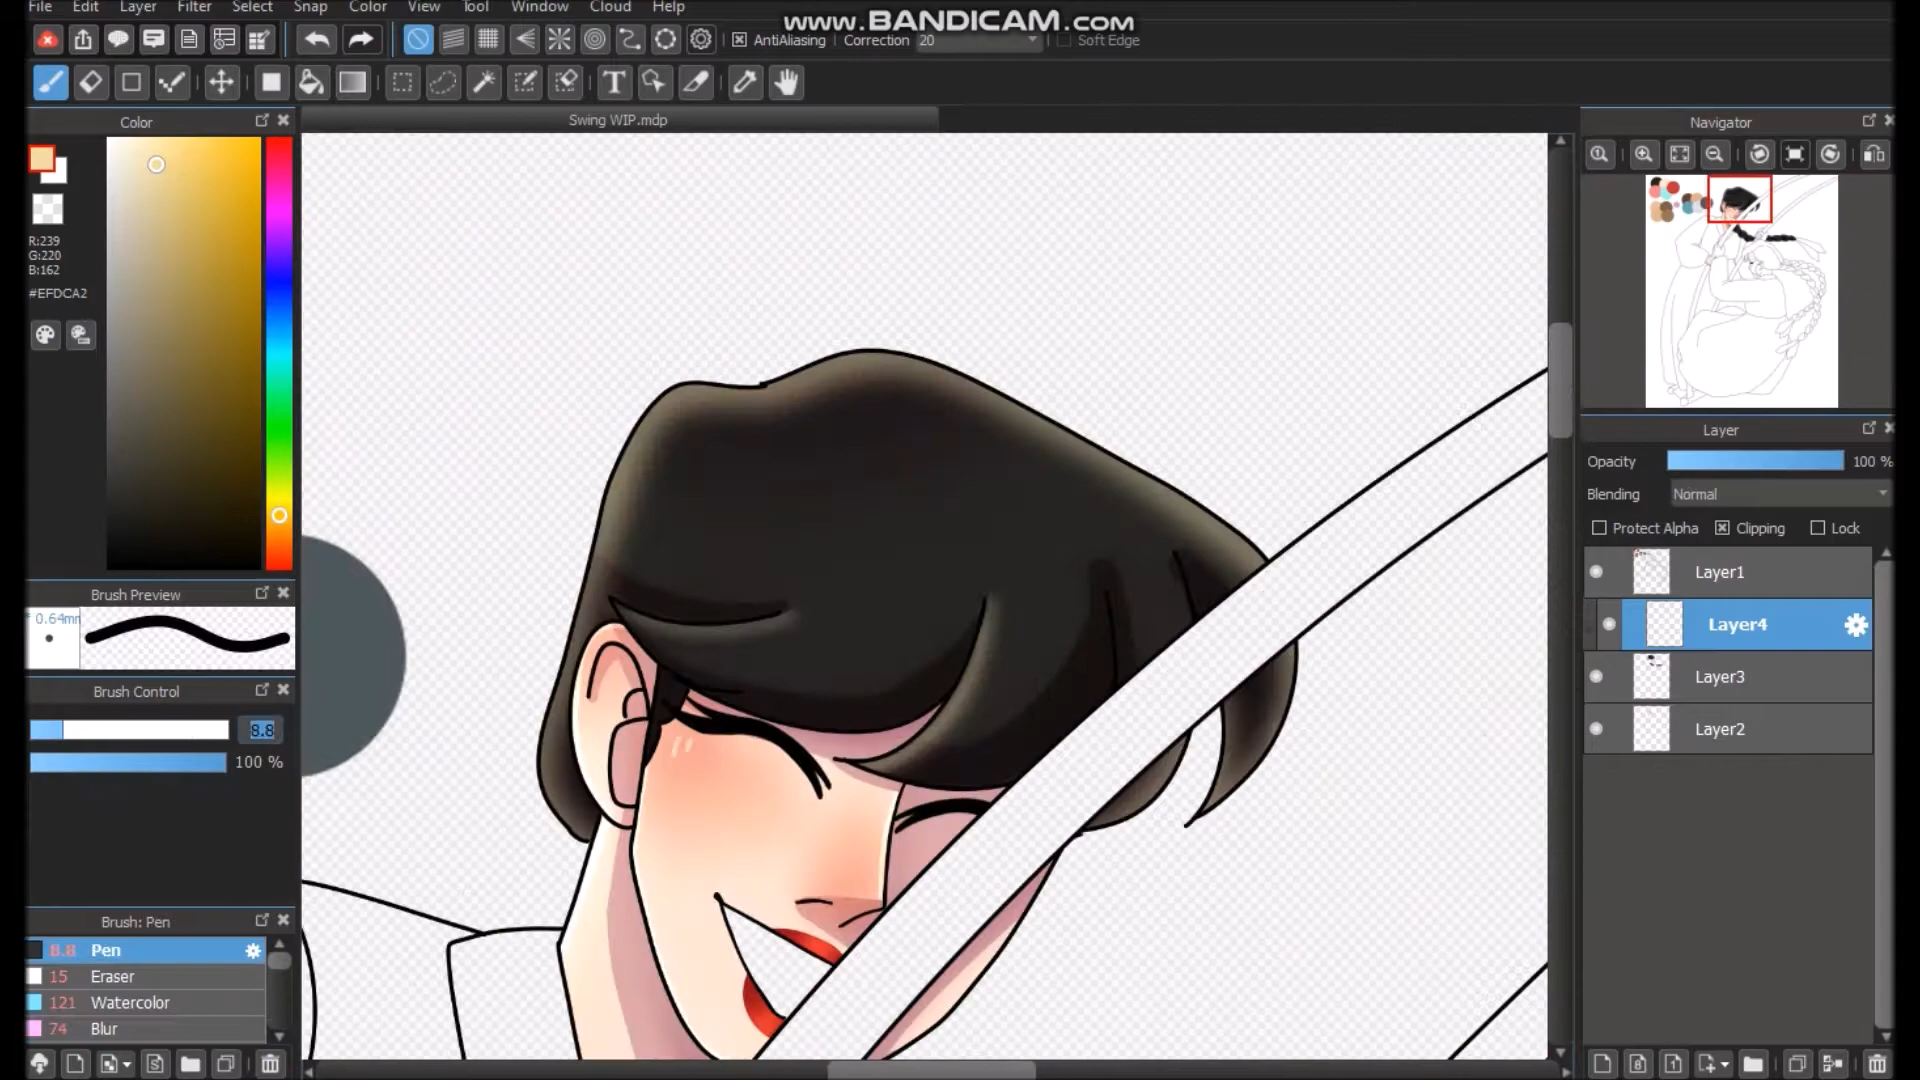 File Edit Layer Filter Select Snap Color View Tool Window Cloud Help
www.BANDICAM.com
AntiAliasing Correction 20 Soft Edge
Color
Swing WIP.mdp
Navigator
R:239
G:220
B:162
#EFDCA2
Brush Preview
0.64mm
Brush Control
8.8
100 %
Brush: Pen
8.8 Pen
15 Eraser
121 Watercolor
74 Blur
Layer
Opacity 100 %
Blending Normal
Protect Alpha Clipping Lock
Layer1
Layer4
Layer3
Layer2